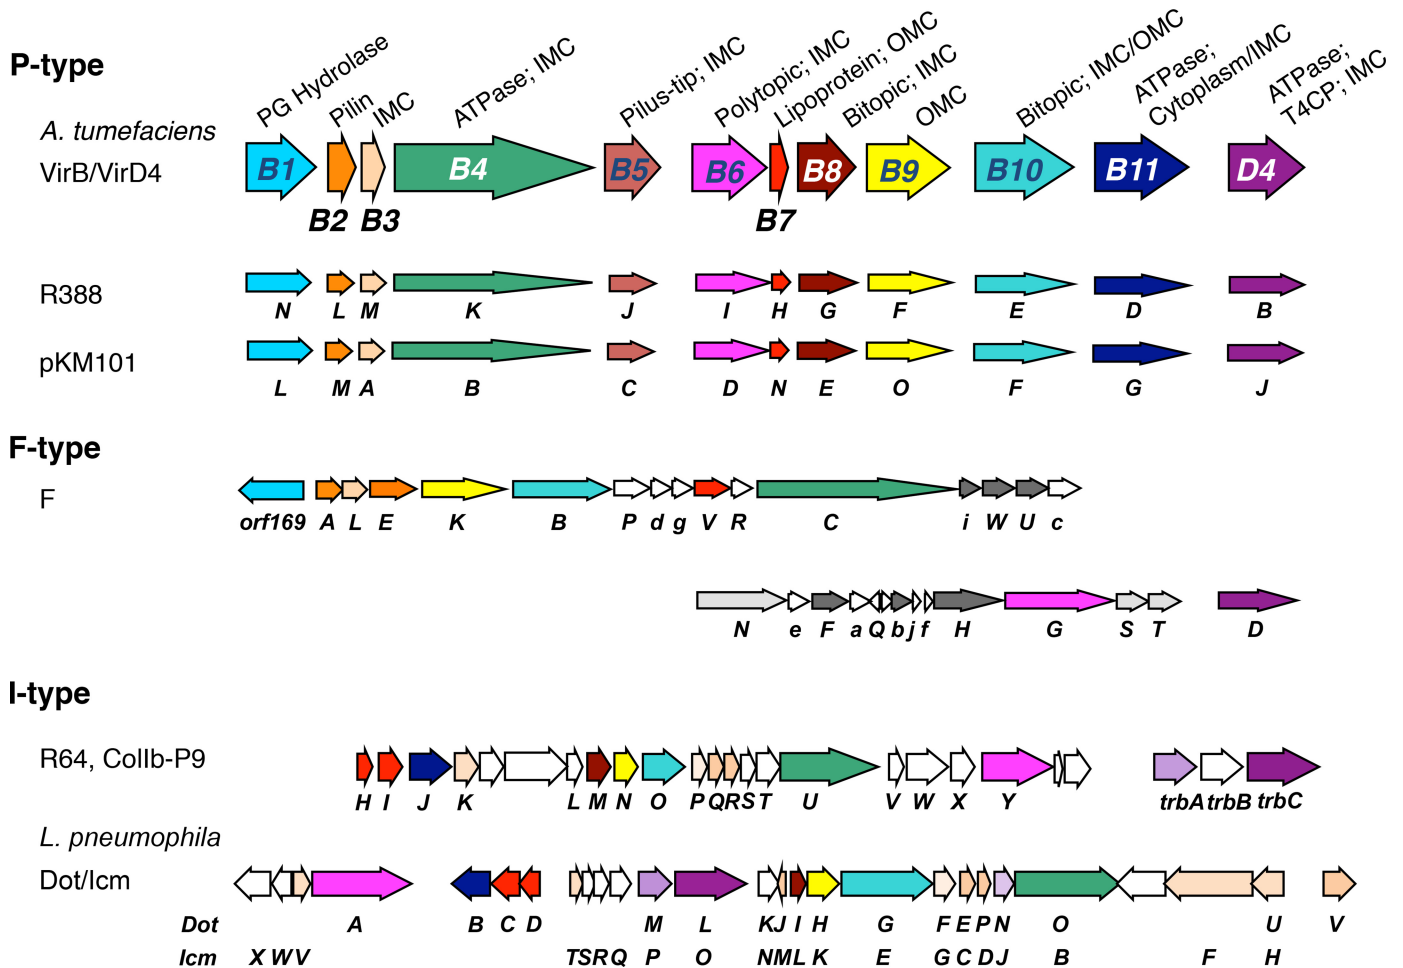 P-type
PG Hydrolase
Pilin
IMC
ATPase; IMC
Pilus-tip; IMC
Polytopic; IMC
Lipoprotein; OMC
Bitopic; IMC
OMC
Bitopic; IMC/OMC
ATPase;
Cytoplasm/IMC
ATPase;
T4CP; IMC
A. tumefaciens
VirB/VirD4
B1 B4 B5 B6 B8 B9 B10 B11 D4
B2 B3 B7
R388
N L M K J I H G F E D B
pKM101
L M A B C D N E O F G J
F-type
F
orf169 A L E K B P d g V R C i W U c
N e F a Q b j f H G S T D
I-type
R64, ColIb-P9
H I J K L M N O P Q R S T U V W X Y trbA trbB trbC
L. pneumophila
Dot/Icm
Dot A B C D M L K J I H G F E P N O U V
Icm X W V T S R Q P O N M L K E G C D J B F H